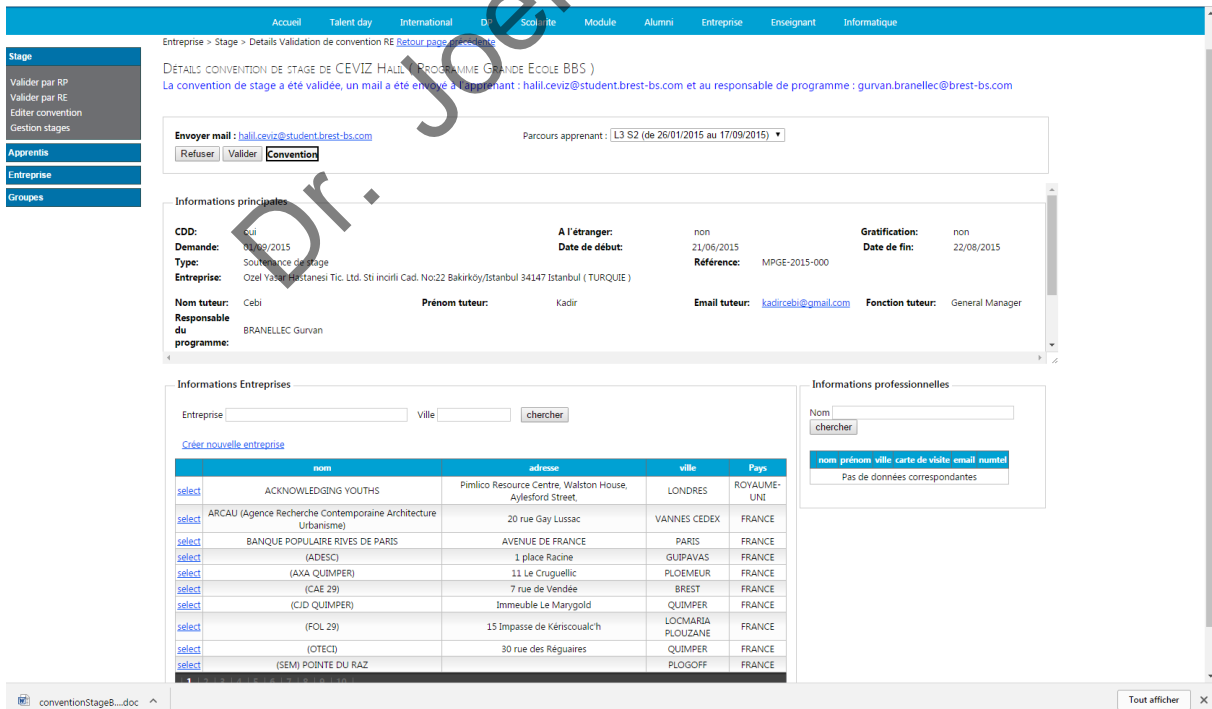 Accueil Talent day International DP Scolarite Module Alumni Entreprise Enseignant Informatique
Entreprise > Stage > Details Validation de convention RE Retour page précedente
Stage
Valider par RP
Valider par RE
Editer convention
Gestion stages
Apprentis
Entreprise
Groupes
DÉTAILS CONVENTION DE STAGE DE CEVIZ HALIL ( PROGRAMME GRANDE ECOLE BBS )
La convention de stage a été validée, un mail a été envoyé a l'apprenant : halil.ceviz@student.brest-bs.com et au responsable de programme : gurvan.branellec@brest-bs.com
Envoyer mail : halil.ceviz@student.brest-bs.com Parcours apprenant : L3 S2 (de 26/01/2015 au 17/09/2015)
Refuser Valider Convention
Informations principales
CDD: oui A l'étranger: non Gratification: non
Demande: 01/09/2015 Date de début: 21/06/2015 Date de fin: 22/08/2015
Type: Soutenance de stage Référence: MPGE-2015-000
Entreprise: Ozel Yasar Hastanesi Tic. Ltd. Sti incirli Cad. No:22 Bakirköy/Istanbul 34147 Istanbul ( TURQUIE )
Nom tuteur: Cebi Prénom tuteur: Kadir Email tuteur: kadircebi@gmail.com Fonction tuteur: General Manager
Responsable
du BRANELLEC Gurvan
programme:
Informations Entreprises
Entreprise Ville chercher
Créer nouvelle entreprise
nom adresse ville Pays
select ACKNOWLEDGING YOUTHS Pimlico Resource Centre, Walston House, Aylesford Street, LONDRES ROYAUME-UNI
select ARCAU (Agence Recherche Contemporaine Architecture Urbanisme) 20 rue Gay Lussac VANNES CEDEX FRANCE
select BANQUE POPULAIRE RIVES DE PARIS AVENUE DE FRANCE PARIS FRANCE
select (ADESC) 1 place Racine GUIPAVAS FRANCE
select (AXA QUIMPER) 11 Le Cruguellic PLOEMEUR FRANCE
select (CAE 29) 7 rue de Vendée BREST FRANCE
select (CJD QUIMPER) Immeuble Le Marygold QUIMPER FRANCE
select (FOL 29) 15 Impasse de Kériscoualc'h LOCMARIA PLOUZANE FRANCE
select (OTECI) 30 rue des Réguaires QUIMPER FRANCE
select (SEM) POINTE DU RAZ PLOGOFF FRANCE
1 | 2 | 3 | 4 | 5 | 6 | 7 | 8 | 9 | 10 |
Informations professionnelles
Nom
chercher
nom prénom ville carte de visite email numtel
Pas de données correspondantes
Dr. Joe
conventionStageB....doc Tout afficher